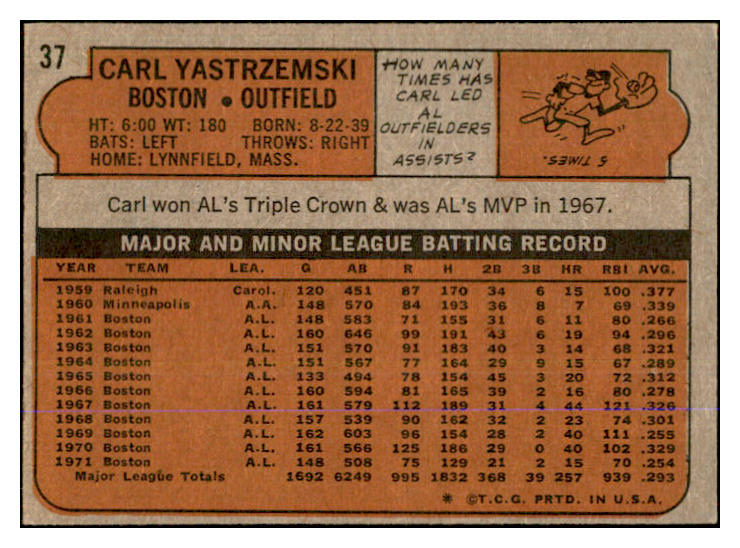 37
CARL YASTRZEMSKI
BOSTON • OUTFIELD
HT: 6:00 WT: 180 BORN: 8-22-39
BATS: LEFT THROWS: RIGHT
HOME: LYNNFIELD, MASS.
HOW MANY
TIMES HAS
CARL LED
AL
OUTFIELDERS
IN
ASSISTS?
5 TIMES.
Carl won AL's Triple Crown & was AL's MVP in 1967.
MAJOR AND MINOR LEAGUE BATTING RECORD
YEAR TEAM LEA. G AB R H 2B 3B HR RBI AVG.
1959 Raleigh Carol. 120 451 87 170 34 6 15 100 .377
1960 Minneapolis A.A. 148 570 84 193 36 8 7 69 .339
1961 Boston A.L. 148 583 71 155 31 6 11 80 .266
1962 Boston A.L. 160 646 99 191 43 6 19 94 .296
1963 Boston A.L. 151 570 91 183 40 3 14 68 .321
1964 Boston A.L. 151 567 77 164 29 9 15 67 .289
1965 Boston A.L. 133 494 78 154 45 3 20 72 .312
1966 Boston A.L. 160 594 81 165 39 2 16 80 .278
1967 Boston A.L. 161 579 112 189 31 4 44 121 .326
1968 Boston A.L. 157 539 90 162 32 2 23 74 .301
1969 Boston A.L. 162 603 96 154 28 2 40 111 .255
1970 Boston A.L. 161 566 125 186 29 0 40 102 .329
1971 Boston A.L. 148 508 75 129 21 2 15 70 .254
Major League Totals 1692 6249 995 1832 368 39 257 939 .293
* ©T.C.G. PRTD. IN U.S.A.